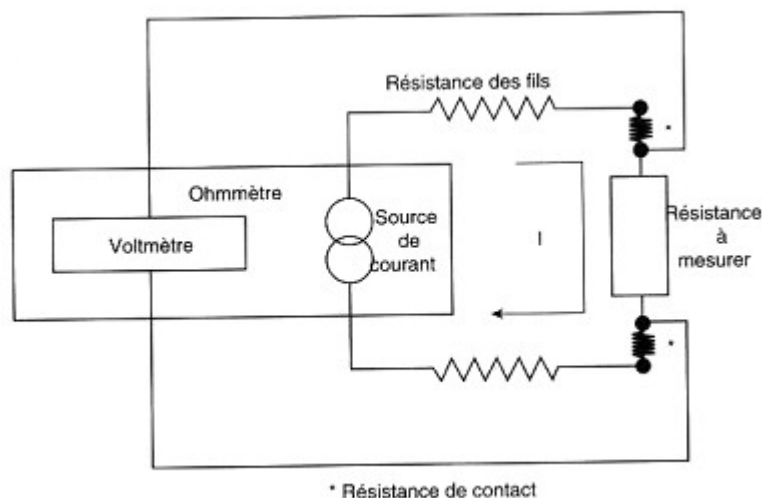 Résistance des fils
*
Ohmmètre
Voltmètre
Source
de
courant
I
Résistance
à
mesurer
*
* Résistance de contact